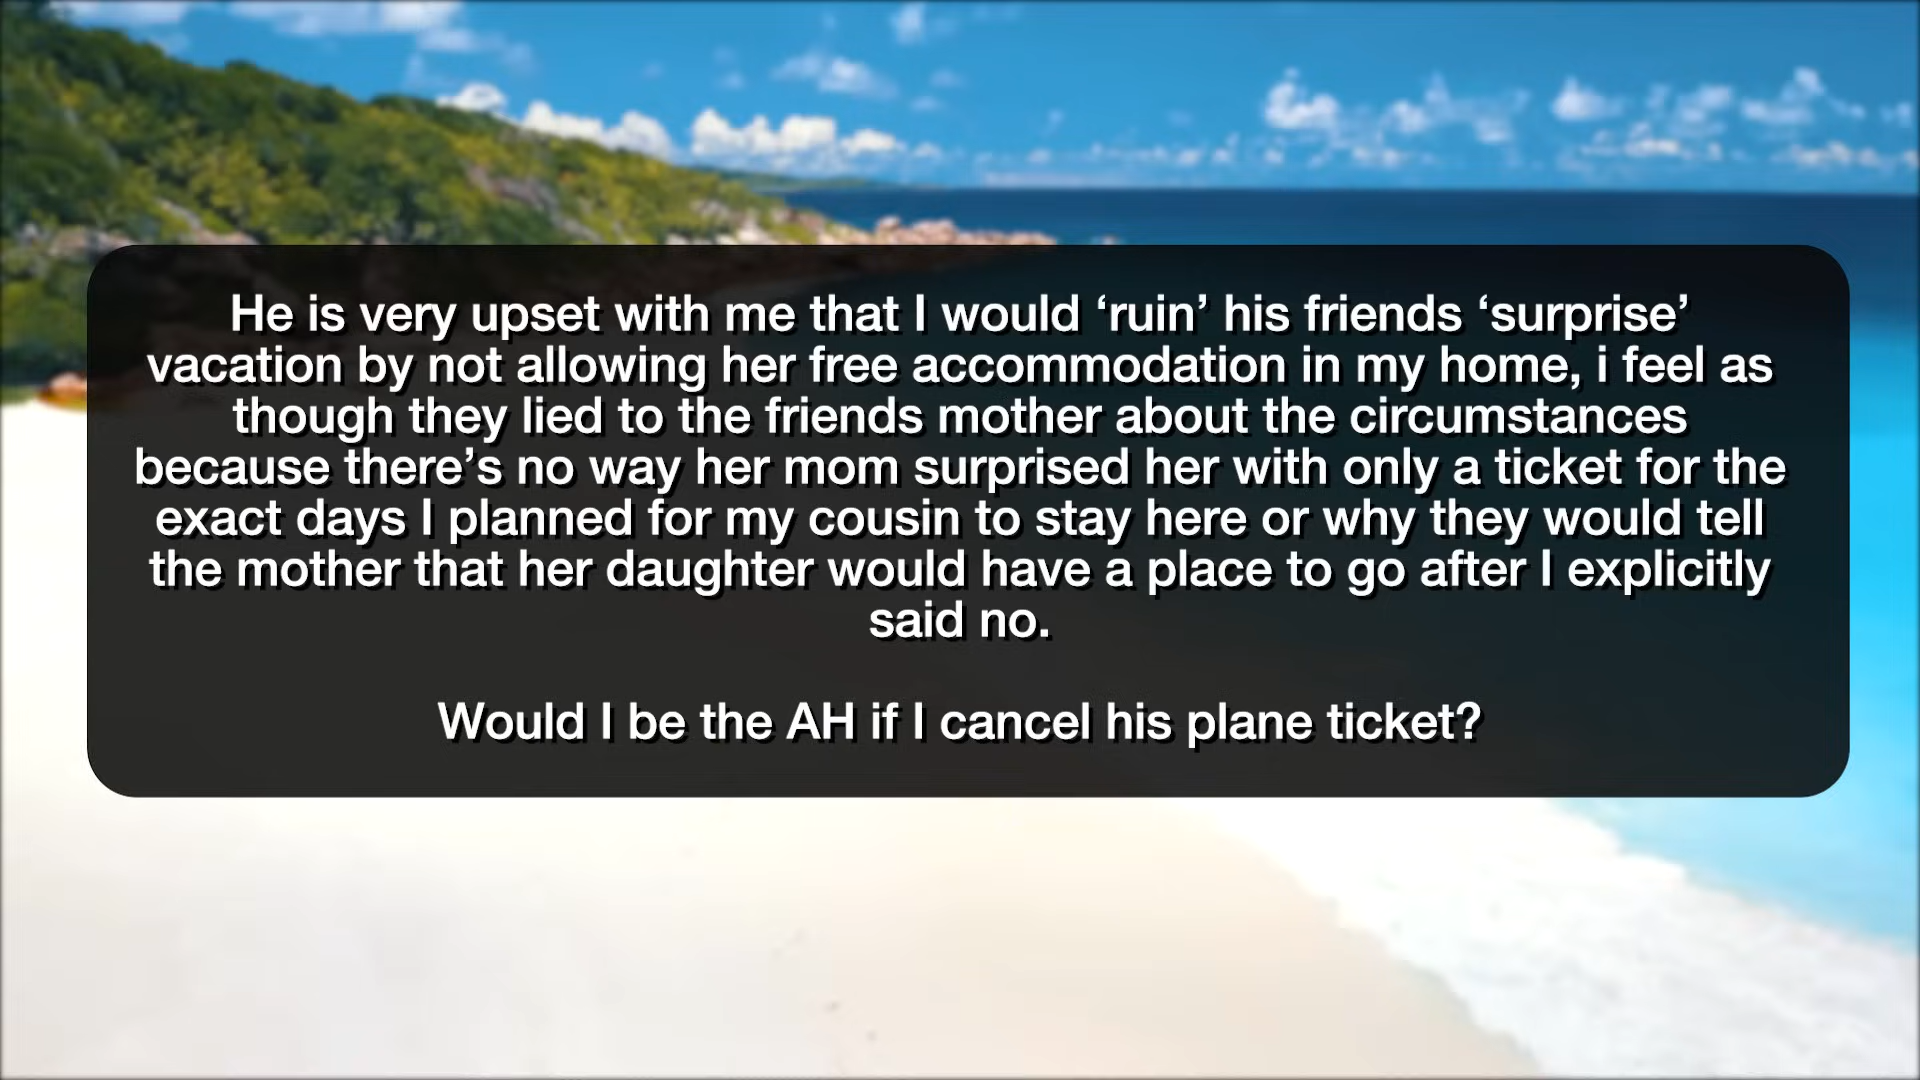 He is very upset with me that I would ‘ruin’ his friends ‘surprise’
vacation by not allowing her free accommodation in my home, i feel as
though they lied to the friends mother about the circumstances
because there’s no way her mom surprised her with only a ticket for the
exact days I planned for my cousin to stay here or why they would tell
the mother that her daughter would have a place to go after I explicitly
said no.
Would I be the AH if I cancel his plane ticket?